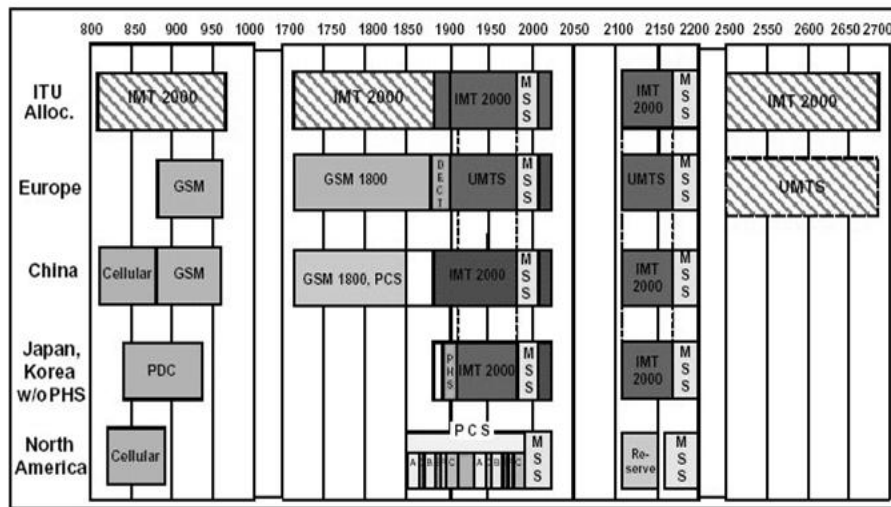 800 850 900 950 1000 1700 1750 1800 1850 1900 1950 2000 2050 2100 2150 2200 2500 2550 2600 2650 2700
ITU
Alloc.
IMT 2000
IMT 2000
IMT 2000
MSS
IMT
2000
MSS
IMT 2000
Europe
GSM
GSM 1800
DECT
UMTS
MSS
UMTS
MSS
UMTS
China
Cellular
GSM
GSM 1800, PCS
IMT 2000
MSS
IMT
2000
MSS
Japan,
Korea
w/o PHS
PDC
PHS
IMT 2000
MSS
IMT
2000
MSS
North
America
Cellular
PCS
A
B
C
A
B
C
MSS
Re-
serve
MSS